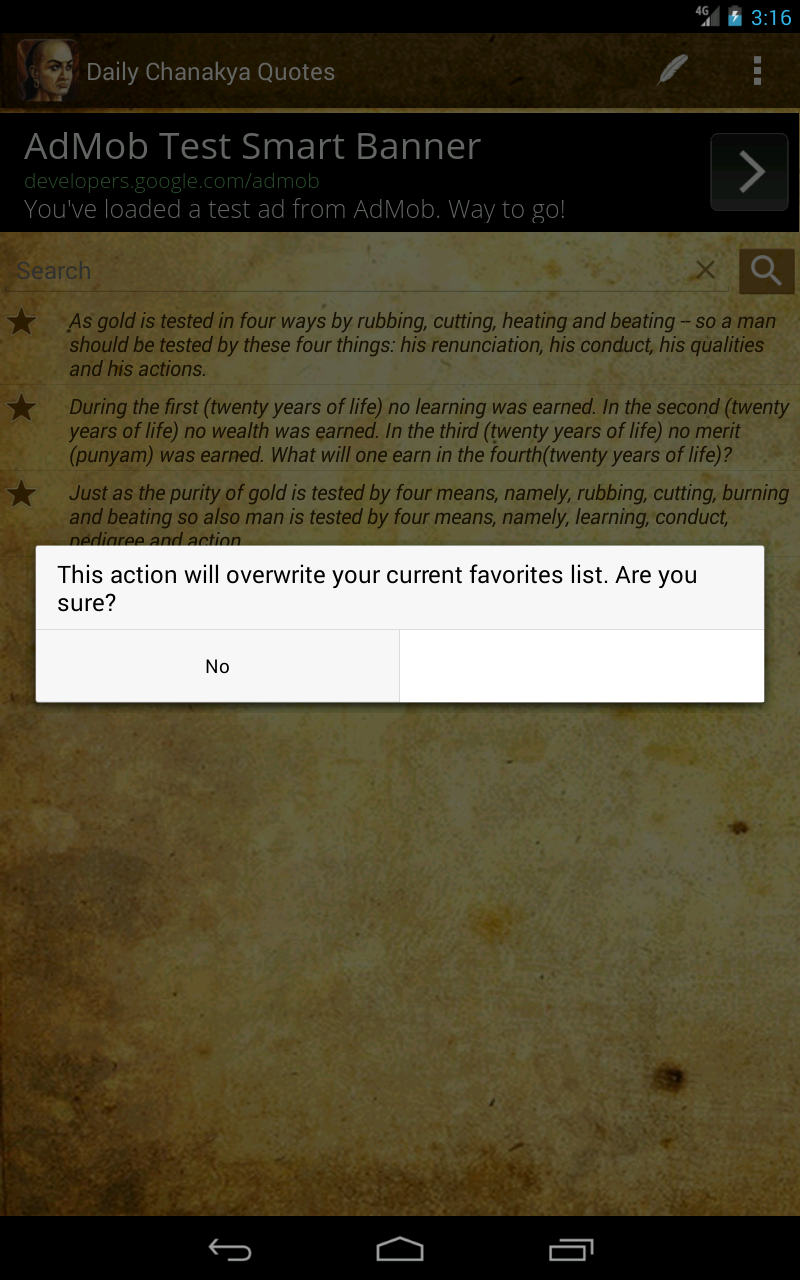 4G
3:16
Daily Chanakya Quotes
AdMob Test Smart Banner
developers.google.com/admob
You've loaded a test ad from AdMob. Way to go!
Search
As gold is tested in four ways by rubbing, cutting, heating and beating – so a man
should be tested by these four things: his renunciation, his conduct, his qualities
and his actions.
During the first (twenty years of life) no learning was earned. In the second (twenty
years of life) no wealth was earned. In the third (twenty years of life) no merit
(punyam) was earned. What will one earn in the fourth(twenty years of life)?
Just as the purity of gold is tested by four means, namely, rubbing, cutting, burning
and beating so also man is tested by four means, namely, learning, conduct,
pedigree and action
This action will overwrite your current favorites list. Are you
sure?
No